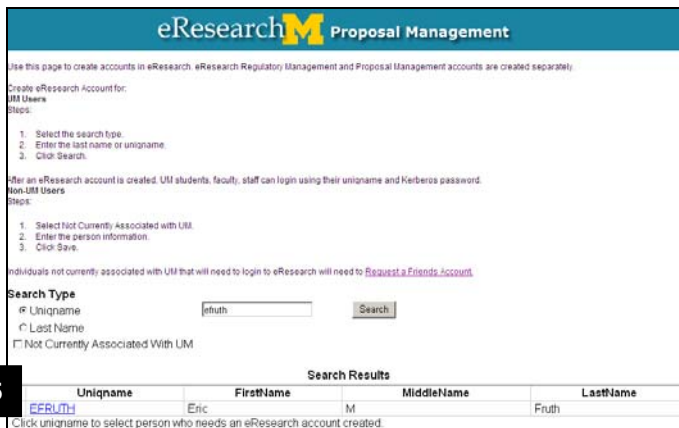 eResearch M Proposal Management
Use this page to create accounts in eResearch. eResearch Regulatory Management and Proposal Management accounts are created separately.
Create eResearch Account for:
UM Users
Steps:
1. Select the search type.
2. Enter the last name or uniqname.
3. Click Search.
After an eResearch account is created, UM students, faculty, staff can login using their uniqname and Kerberos password.
Non-UM Users
Steps:
1. Select Not Currently Associated with UM.
2. Enter the person information.
3. Click Save.
Individuals not currently associated with UM that will need to login to eResearch will need to Request a Friends Account.
Search Type
Uniqname efruth Search
Last Name
Not Currently Associated With UM
Search Results
Uniqname FirstName MiddleName LastName
EFRUTH Eric M Fruth
Click uniqname to select person who needs an eResearch account created.